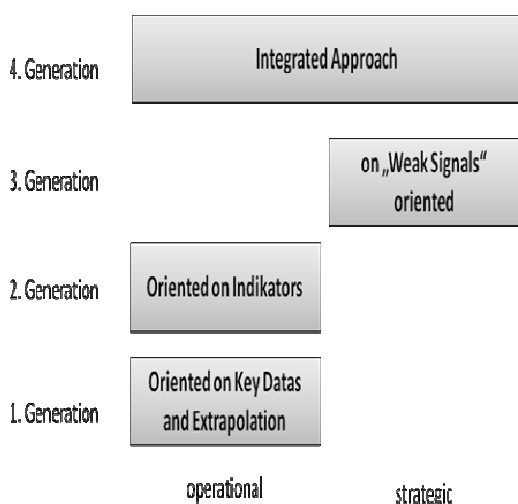 4. Generation
Integrated Approach
3. Generation
on „Weak Signals“
oriented
2. Generation
Oriented on Indikators
1. Generation
Oriented on Key Datas
and Extrapolation
operational
strategic